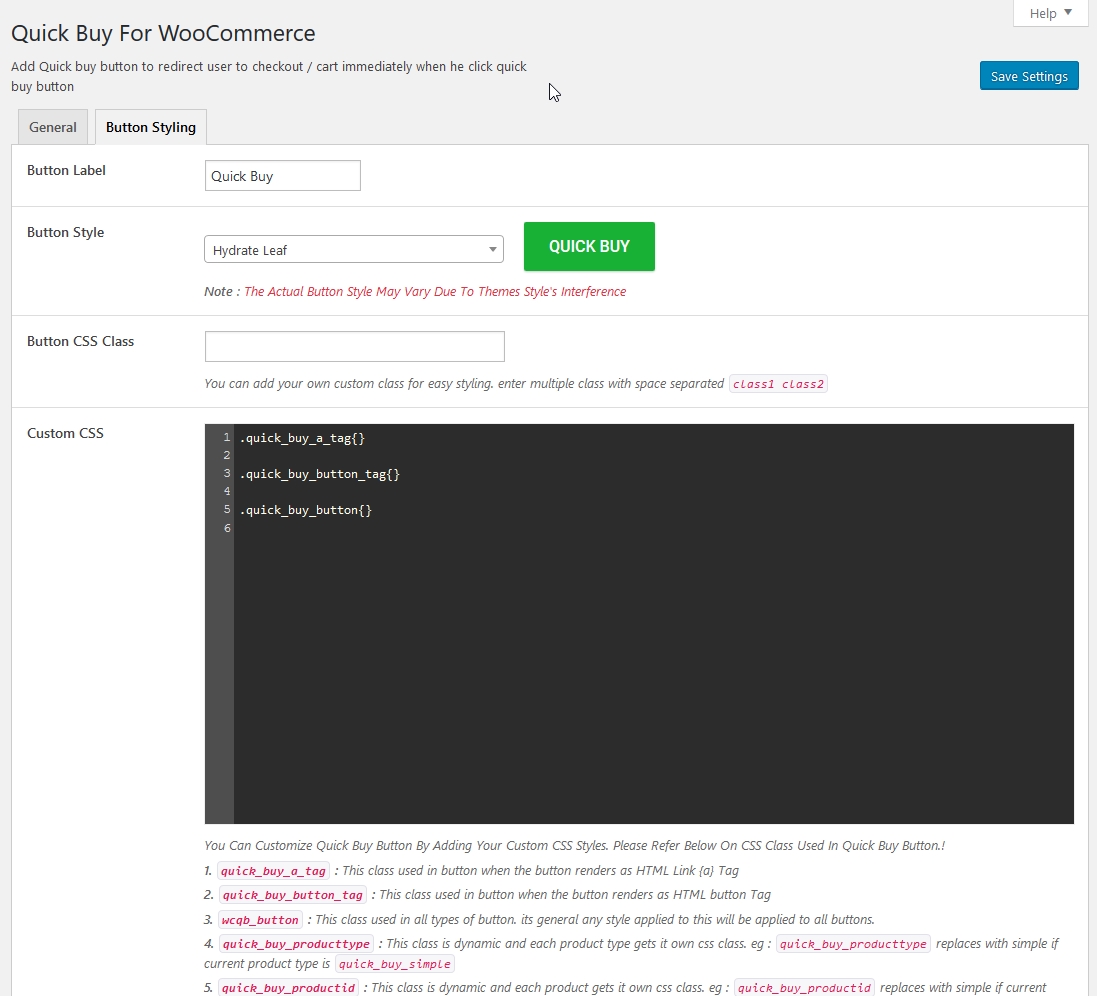 Help ▼
Quick Buy For WooCommerce
Add Quick buy button to redirect user to checkout / cart immediately when he click quick
buy button
Save Settings
General
Button Styling
Button Label
Quick Buy
Button Style
Hydrate Leaf
QUICK BUY
Note : The Actual Button Style May Vary Due To Themes Style's Interference
Button CSS Class
You can add your own custom class for easy styling. enter multiple class with space separated class1 class2
Custom CSS
1 .quick_buy_a_tag{}
2
3 .quick_buy_button_tag{}
4
5 .quick_buy_button{}
6
You Can Customize Quick Buy Button By Adding Your Custom CSS Styles. Please Refer Below On CSS Class Used In Quick Buy Button.!
1. quick_buy_a_tag : This class used in button when the button renders as HTML Link {a} Tag
2. quick_buy_button_tag : This class used in button when the button renders as HTML button Tag
3. wcqb_button : This class used in all types of button. its general any style applied to this will be applied to all buttons.
4. quick_buy_producttype : This class is dynamic and each product type gets it own css class. eg : quick_buy_producttype replaces with simple if
current product type is quick_buy_simple
5. quick_buy_productid : This class is dynamic and each product gets it own css class. eg : quick_buy_productid replaces with simple if current